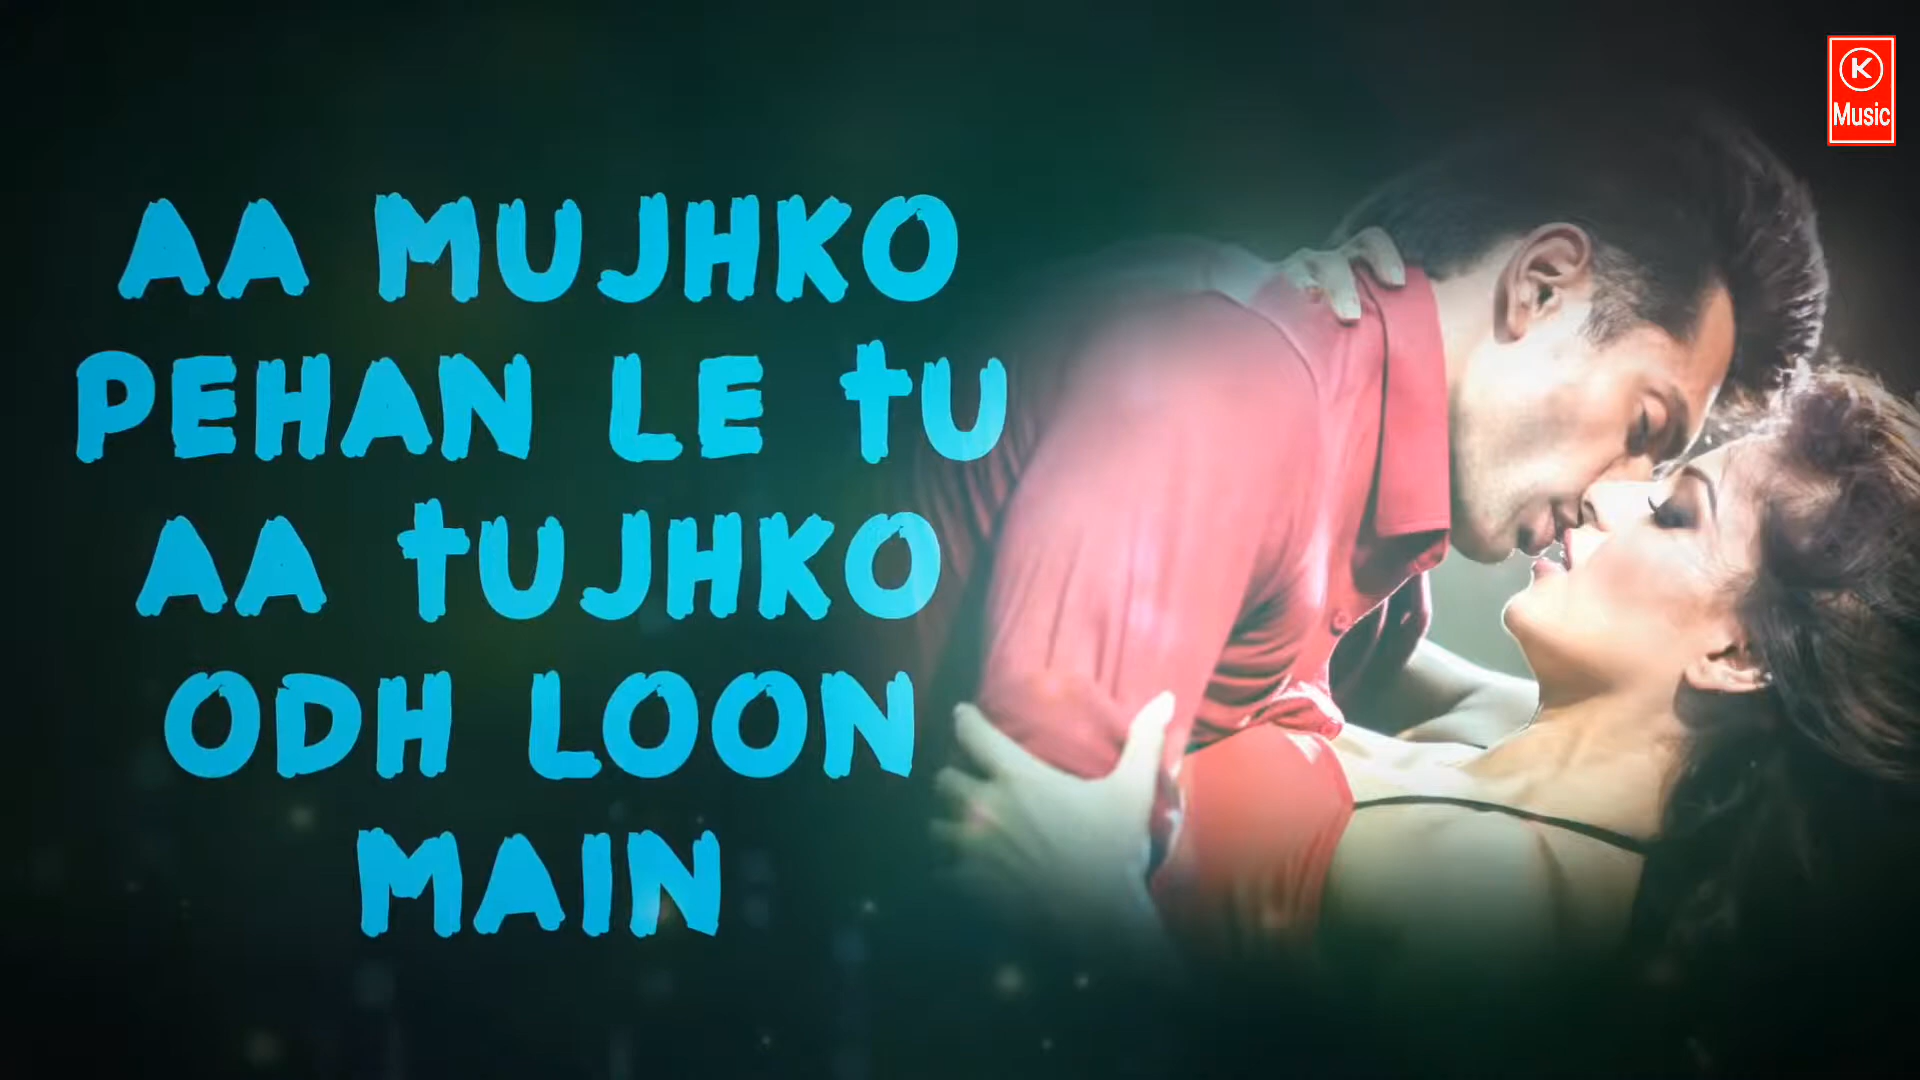 K
Music
AA MUJHKO
PEHAN LE TU
AA TUJHKO
ODH LOON
MAIN